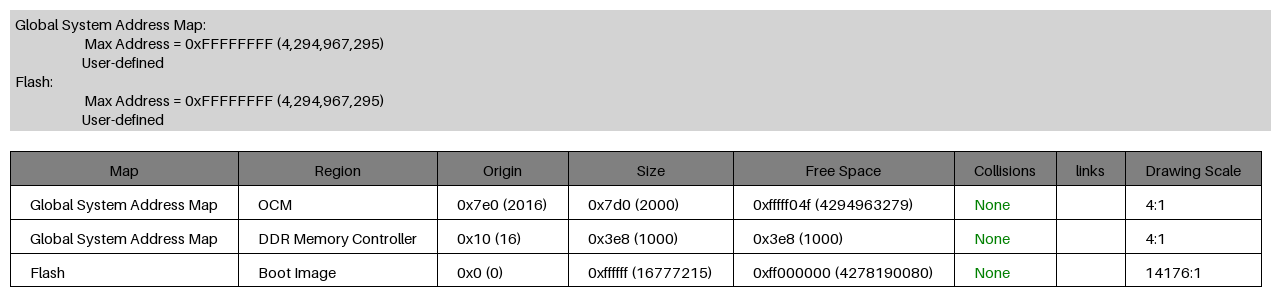 Global System Address Map:
Max Address = 0xFFFFFFFF (4,294,967,295)
User-defined
Flash:
Max Address = 0xFFFFFFFF (4,294,967,295)
User-defined
Map Region Origin Size Free Space Collisions links Drawing Scale
Global System Address Map OCM 0x7e0 (2016) 0x7d0 (2000) 0xfffff04f (4294963279) None 4:1
Global System Address Map DDR Memory Controller 0x10 (16) 0x3e8 (1000) 0x3e8 (1000) None 4:1
Flash Boot Image 0x0 (0) 0xffffff (16777215) 0xff000000 (4278190080) None 14176:1